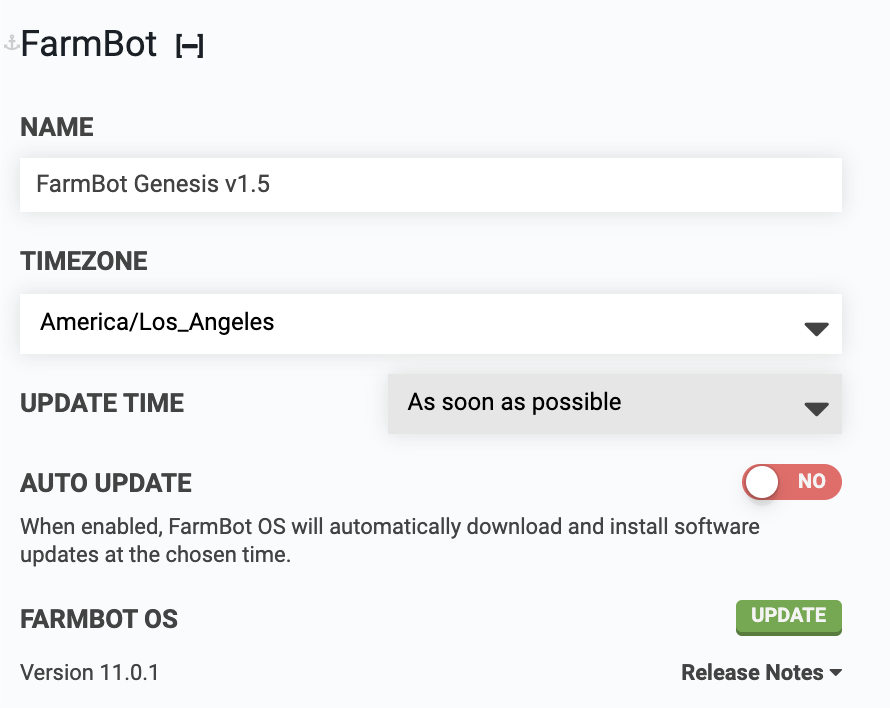 FarmBot [–]
NAME
FarmBot Genesis v1.5
TIMEZONE
America/Los_Angeles
UPDATE TIME As soon as possible
AUTO UPDATE NO
When enabled, FarmBot OS will automatically download and install software
updates at the chosen time.
FARMBOT OS UPDATE
Version 11.0.1 Release Notes